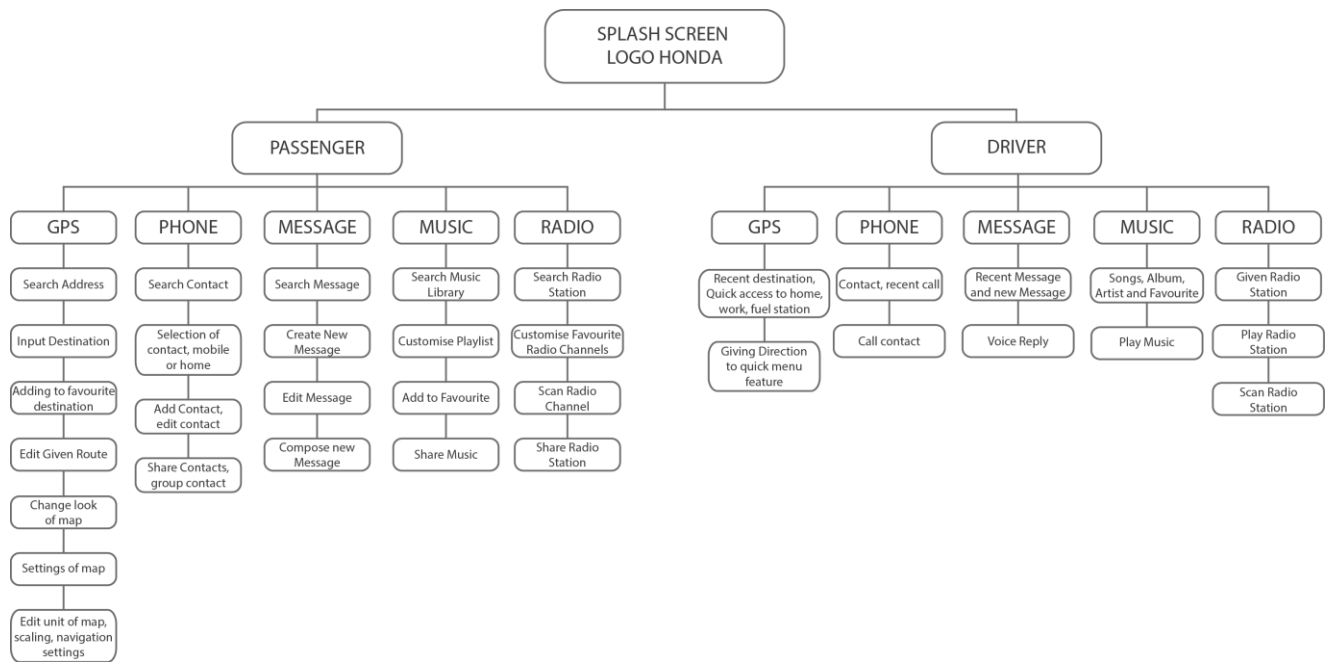 SPLASH SCREEN
LOGO HONDA
PASSENGER
DRIVER
GPS
PHONE
MESSAGE
MUSIC
RADIO
GPS
PHONE
MESSAGE
MUSIC
RADIO
Search Address
Input Destination
Adding to favourite
destination
Edit Given Route
Change look
of map
Settings of map
Edit unit of map,
scaling, navigation
settings
Search Contact
Selection of
contact, mobile
or home
Add Contact,
edit contact
Share Contacts,
group contact
Search Message
Create New
Message
Edit Message
Compose new
Message
Search Music
Library
Customise Playlist
Add to Favourite
Share Music
Search Radio
Station
Customise Favourite
Radio Channels
Scan Radio
Channel
Share Radio
Station
Recent destination,
Quick access to home,
work, fuel station
Giving Direction
to quick menu
feature
Contact, recent call
Call contact
Recent Message
and new Message
Voice Reply
Songs, Album,
Artist and Favourite
Play Music
Given Radio
Station
Play Radio
Station
Scan Radio
Station